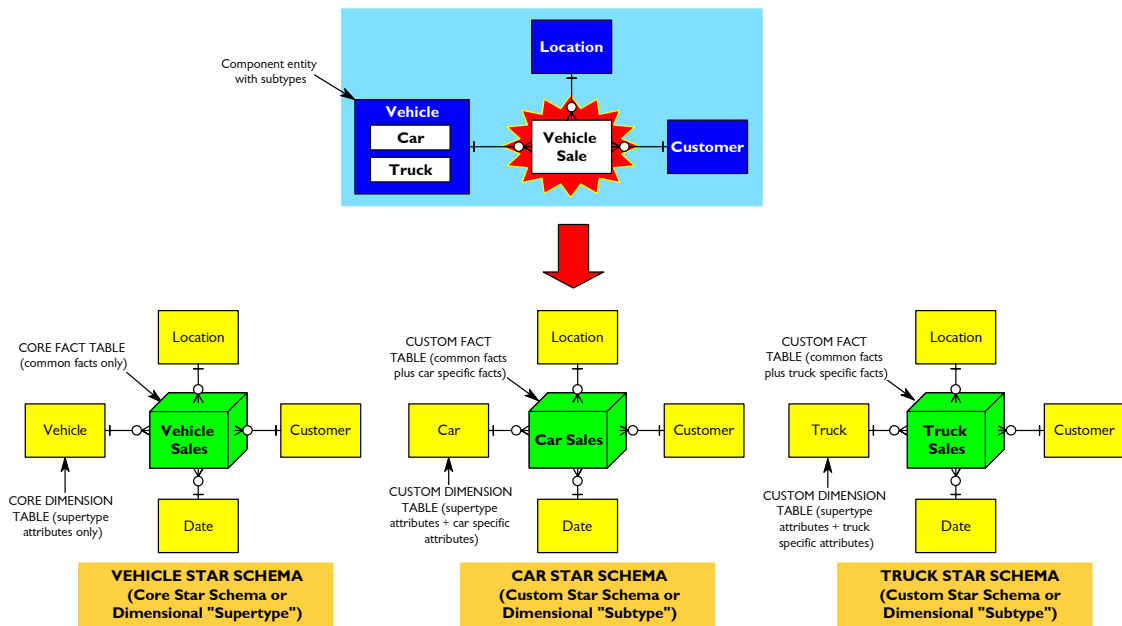 Component entity
with subtypes
Location
Vehicle
Car
Truck
Vehicle
Sale
Customer
CORE FACT TABLE
(common facts only)
Location
Vehicle
Vehicle
Sales
Customer
CORE DIMENSION
TABLE (supertype
attributes only)
Date
VEHICLE STAR SCHEMA
(Core Star Schema or
Dimensional "Supertype")
CUSTOM FACT
TABLE (common facts
plus car specific facts)
Location
Car
Car Sales
Customer
CUSTOM DIMENSION
TABLE (supertype
attributes + car specific
attributes)
Date
CAR STAR SCHEMA
(Custom Star Schema or
Dimensional "Subtype")
CUSTOM FACT
TABLE (common facts
plus truck specific facts)
Location
Truck
Truck
Sales
Customer
CUSTOM DIMENSION
TABLE (supertype
attributes + truck
specific attributes)
Date
TRUCK STAR SCHEMA
(Custom Star Schema or
Dimensional "Subtype")